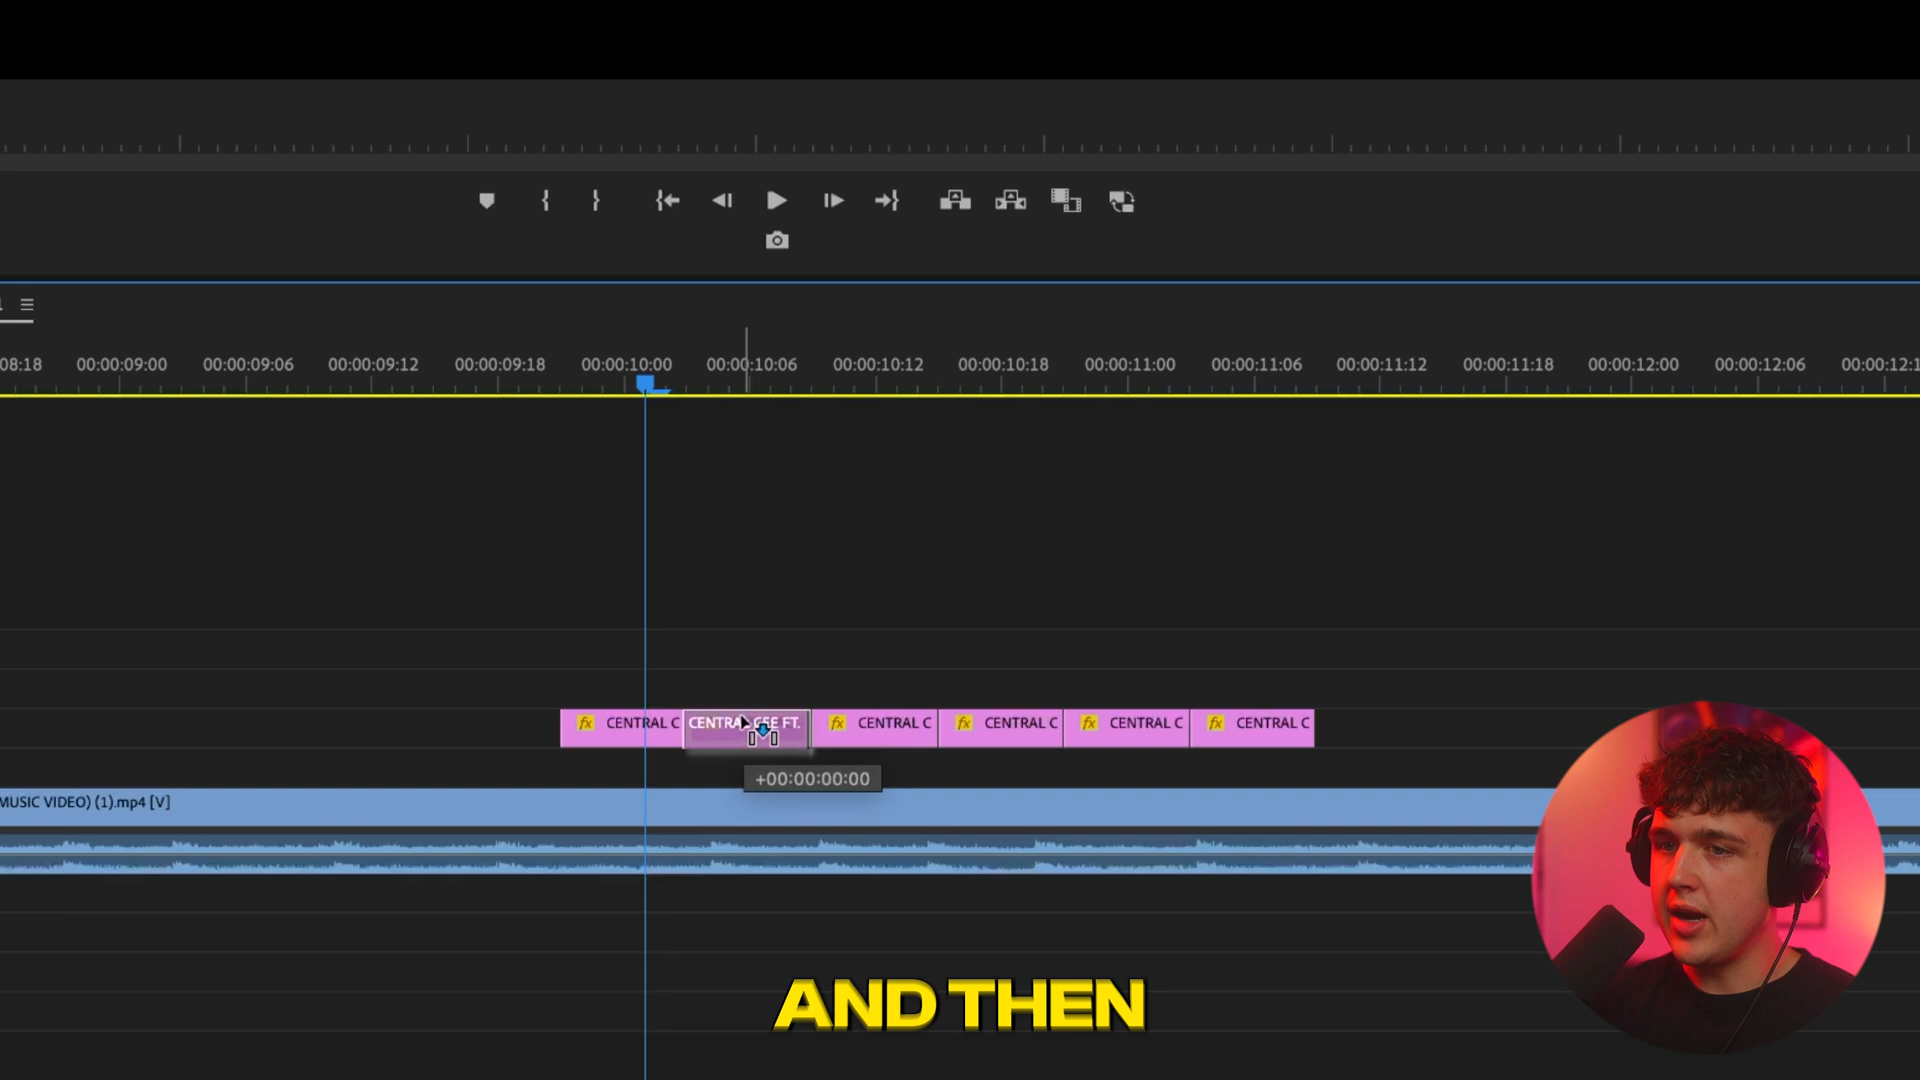 08:18 00:00:09:00 00:00:09:06 00:00:09:12 00:00:09:18 00:00:10:00 00:00:10:06 00:00:10:12 00:00:10:18 00:00:11:00 00:00:11:06 00:00:11:12 00:00:11:18 00:00:12:00 00:00:12:06 00:00:12:1
fx CENTRAL C CENTRAL CEE FT. fx CENTRAL C fx CENTRAL C fx CENTRAL C fx CENTRAL C
+00:00:00:00
MUSIC VIDEO) (1).mp4 [V]
AND THEN